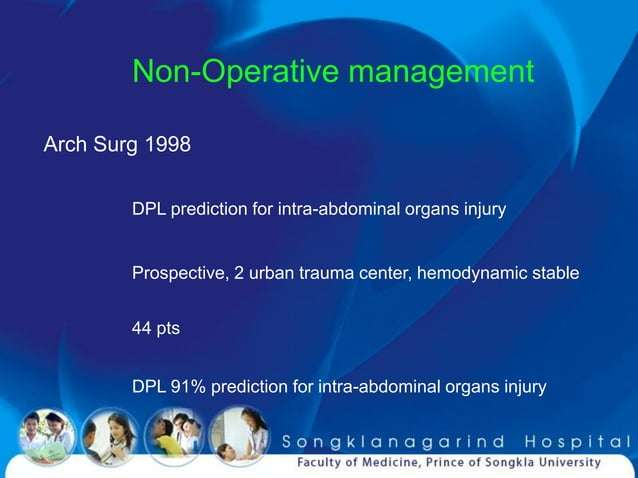 Non-Operative management
Arch Surg 1998
DPL prediction for intra-abdominal organs injury
Prospective, 2 urban trauma center, hemodynamic stable
44 pts
DPL 91% prediction for intra-abdominal organs injury
Songklanagarind Hospital
Faculty of Medicine, Prince of Songkla University